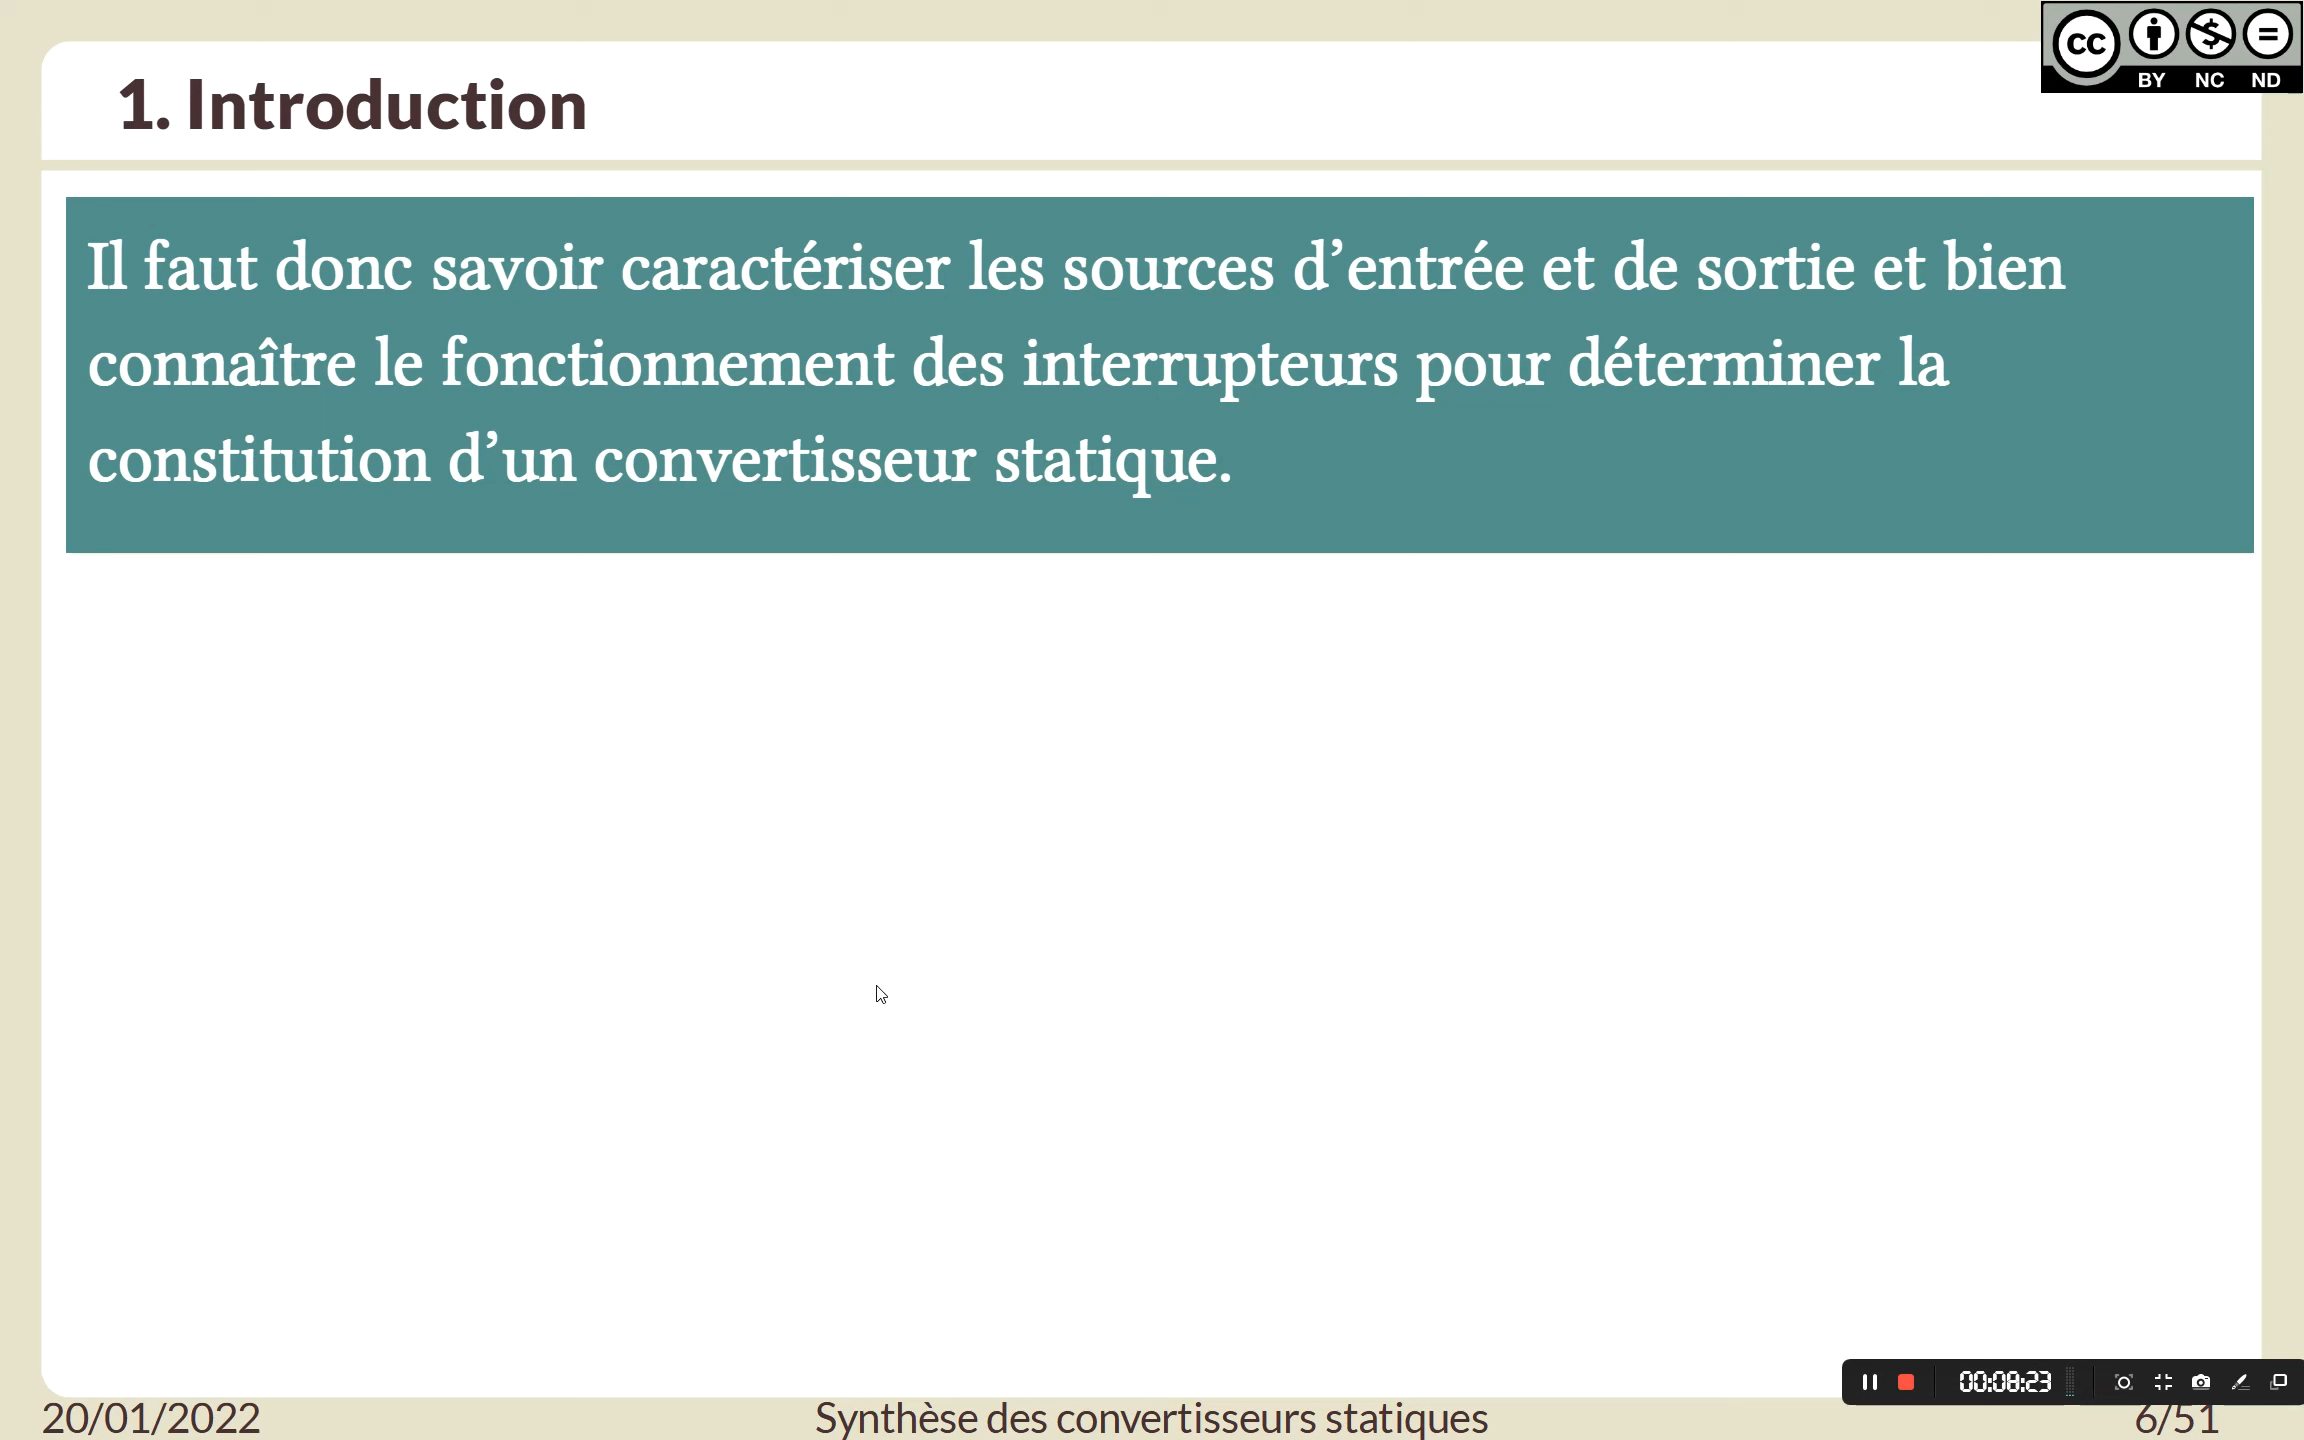 1. Introduction
CC
BY NC ND
Il faut donc savoir caractériser les sources d’entrée et de sortie et bien
connaître le fonctionnement des interrupteurs pour déterminer la
constitution d’un convertisseur statique.
00:08:23
20/01/2022
Synthèse des convertisseurs statiques
6/51